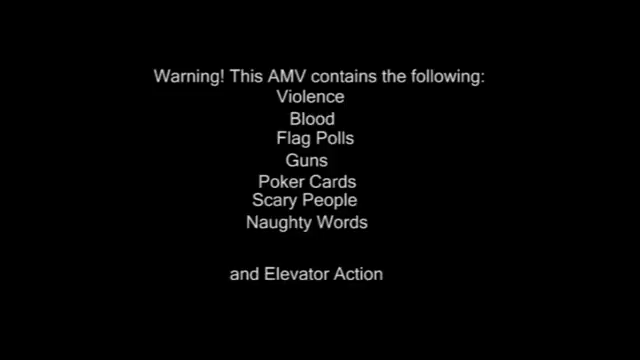 Warning! This AMV contains the following:
Violence
Blood
Flag Polls
Guns
Poker Cards
Scary People
Naughty Words
and Elevator Action